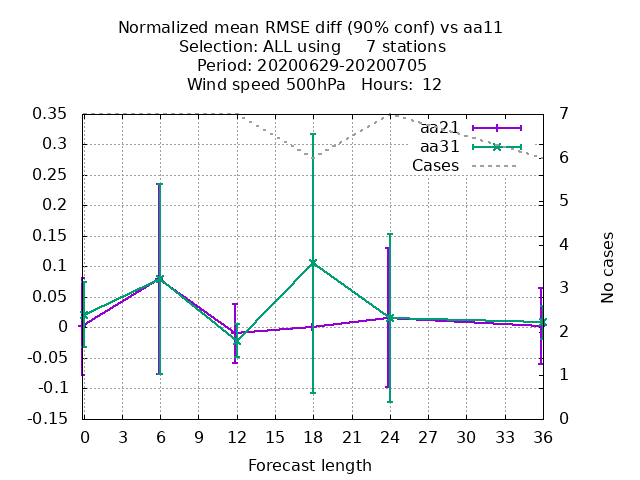 Normalized mean RMSE diff (90% conf) vs aa11
Selection: ALL using     7 stations
Period: 20200629-20200705
Wind speed 500hPa   Hours:  12
aa21
aa31
Cases
0.35
0.3
0.25
0.2
0.15
0.1
0.05
0
-0.05
-0.1
-0.15
7
6
5
4
3
2
1
0
No cases
0 3 6 9 12 15 18 21 24 27 30 33 36
Forecast length